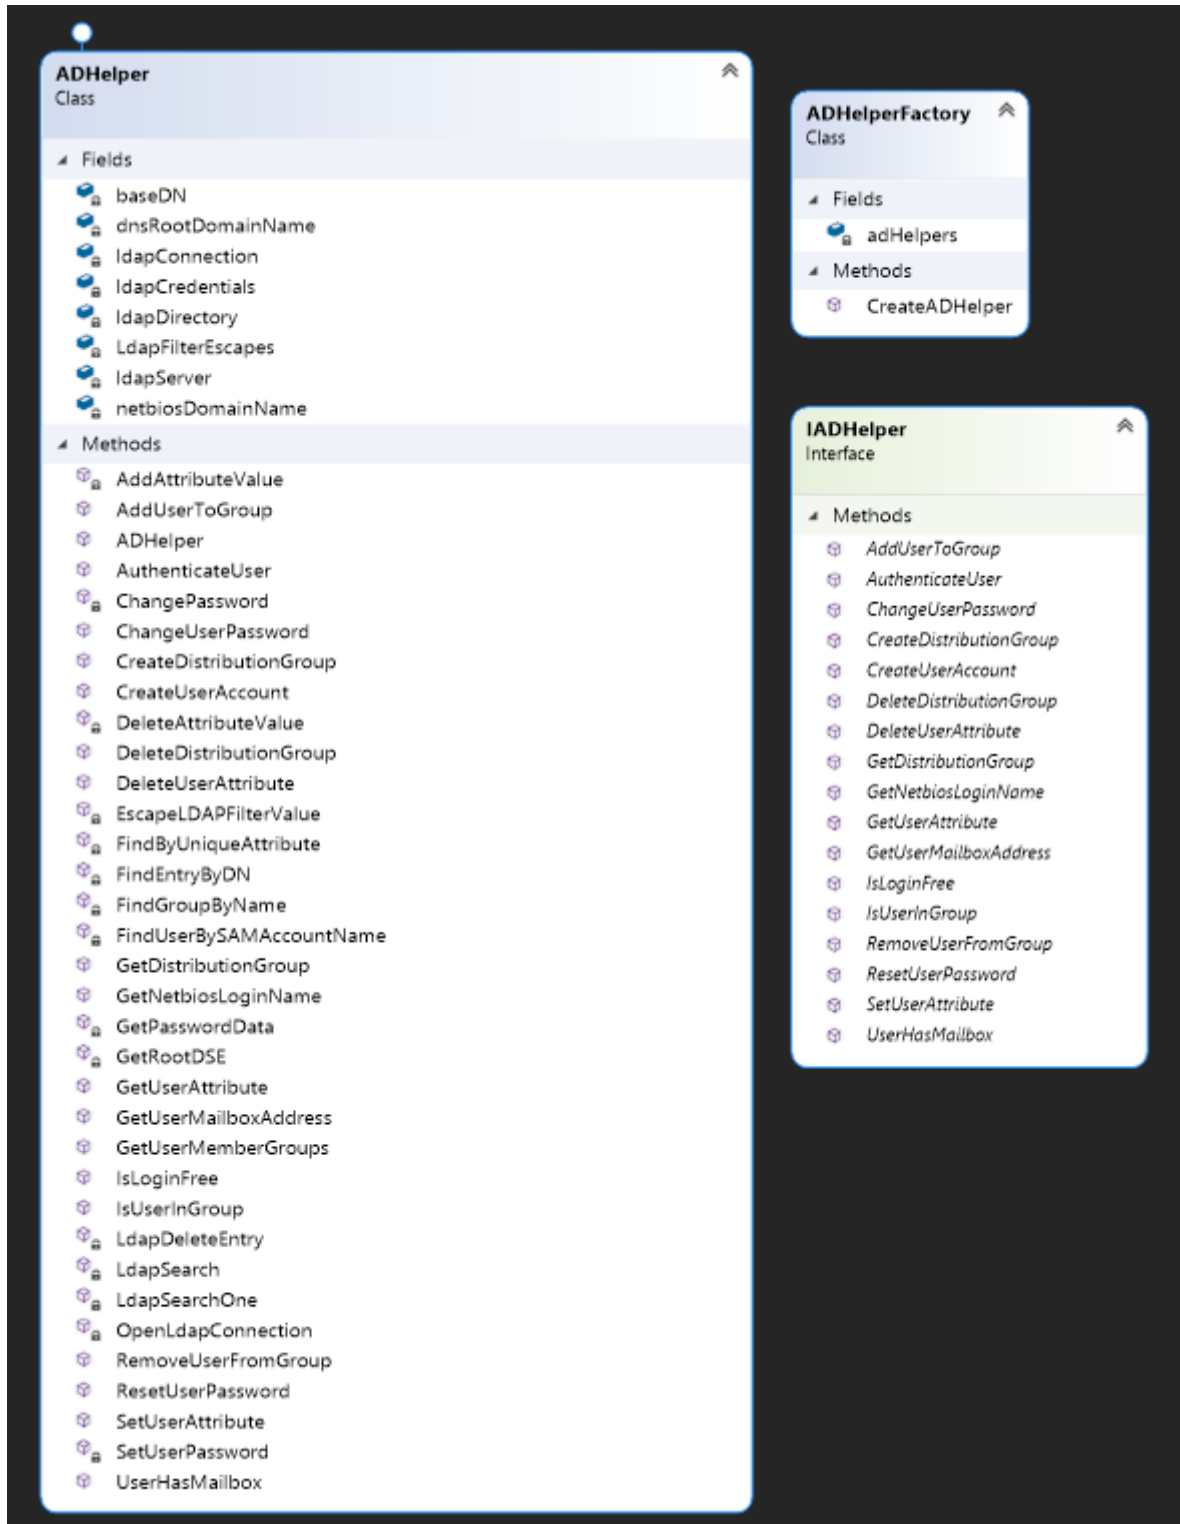 ADHelper
Class
Fields
baseDN
dnsRootDomainName
ldapConnection
ldapCredentials
ldapDirectory
LdapFilterEscapes
ldapServer
netbiosDomainName
Methods
AddAttributeValue
AddUserToGroup
ADHelper
AuthenticateUser
ChangePassword
ChangeUserPassword
CreateDistributionGroup
CreateUserAccount
DeleteAttributeValue
DeleteDistributionGroup
DeleteUserAttribute
EscapeLDAPFilterValue
FindByUniqueAttribute
FindEntryByDN
FindGroupByName
FindUserBySAMAccountName
GetDistributionGroup
GetNetbiosLoginName
GetPasswordData
GetRootDSE
GetUserAttribute
GetUserMailboxAddress
GetUserMemberGroups
IsLoginFree
IsUserInGroup
LdapDeleteEntry
LdapSearch
LdapSearchOne
OpenLdapConnection
RemoveUserFromGroup
ResetUserPassword
SetUserAttribute
SetUserPassword
UserHasMailbox
ADHelperFactory
Class
Fields
adHelpers
Methods
CreateADHelper
IADHelper
Interface
Methods
AddUserToGroup
AuthenticateUser
ChangeUserPassword
CreateDistributionGroup
CreateUserAccount
DeleteDistributionGroup
DeleteUserAttribute
GetDistributionGroup
GetNetbiosLoginName
GetUserAttribute
GetUserMailboxAddress
IsLoginFree
IsUserInGroup
RemoveUserFromGroup
ResetUserPassword
SetUserAttribute
UserHasMailbox